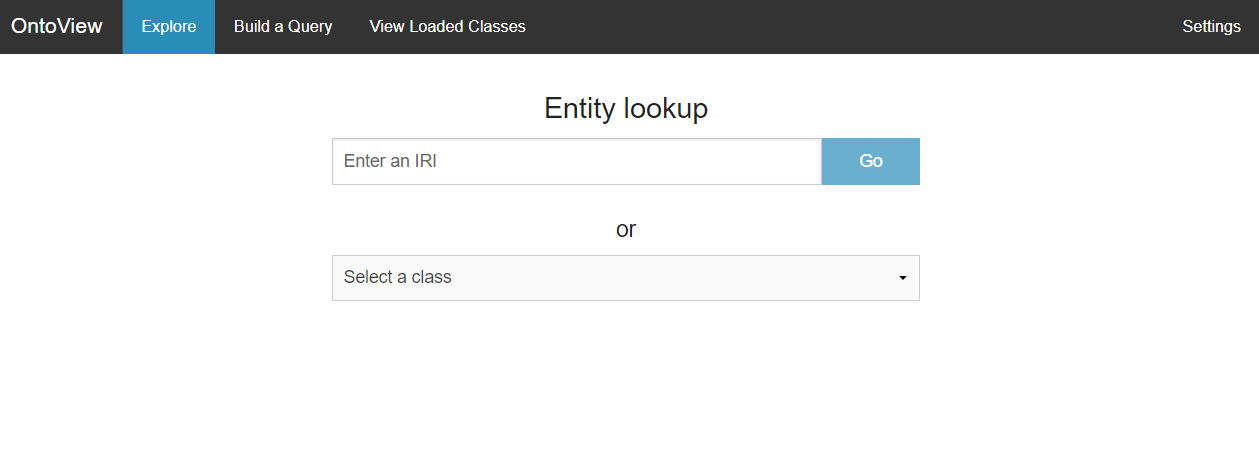 OntoView Explore Build a Query View Loaded Classes Settings
Entity lookup
Enter an IRI Go
or
Select a class